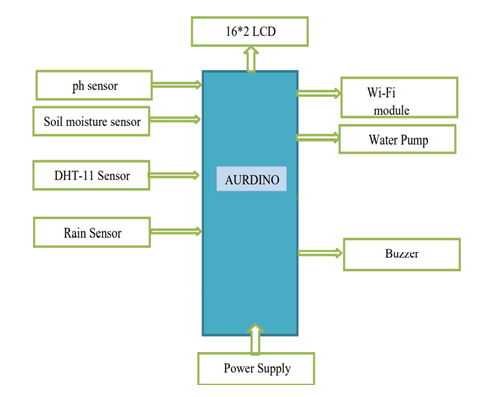 16*2 LCD
ph sensor
Soil moisture sensor
DHT-11 Sensor
Rain Sensor
AURDINO
Wi-Fi
module
Water Pump
Buzzer
Power Supply